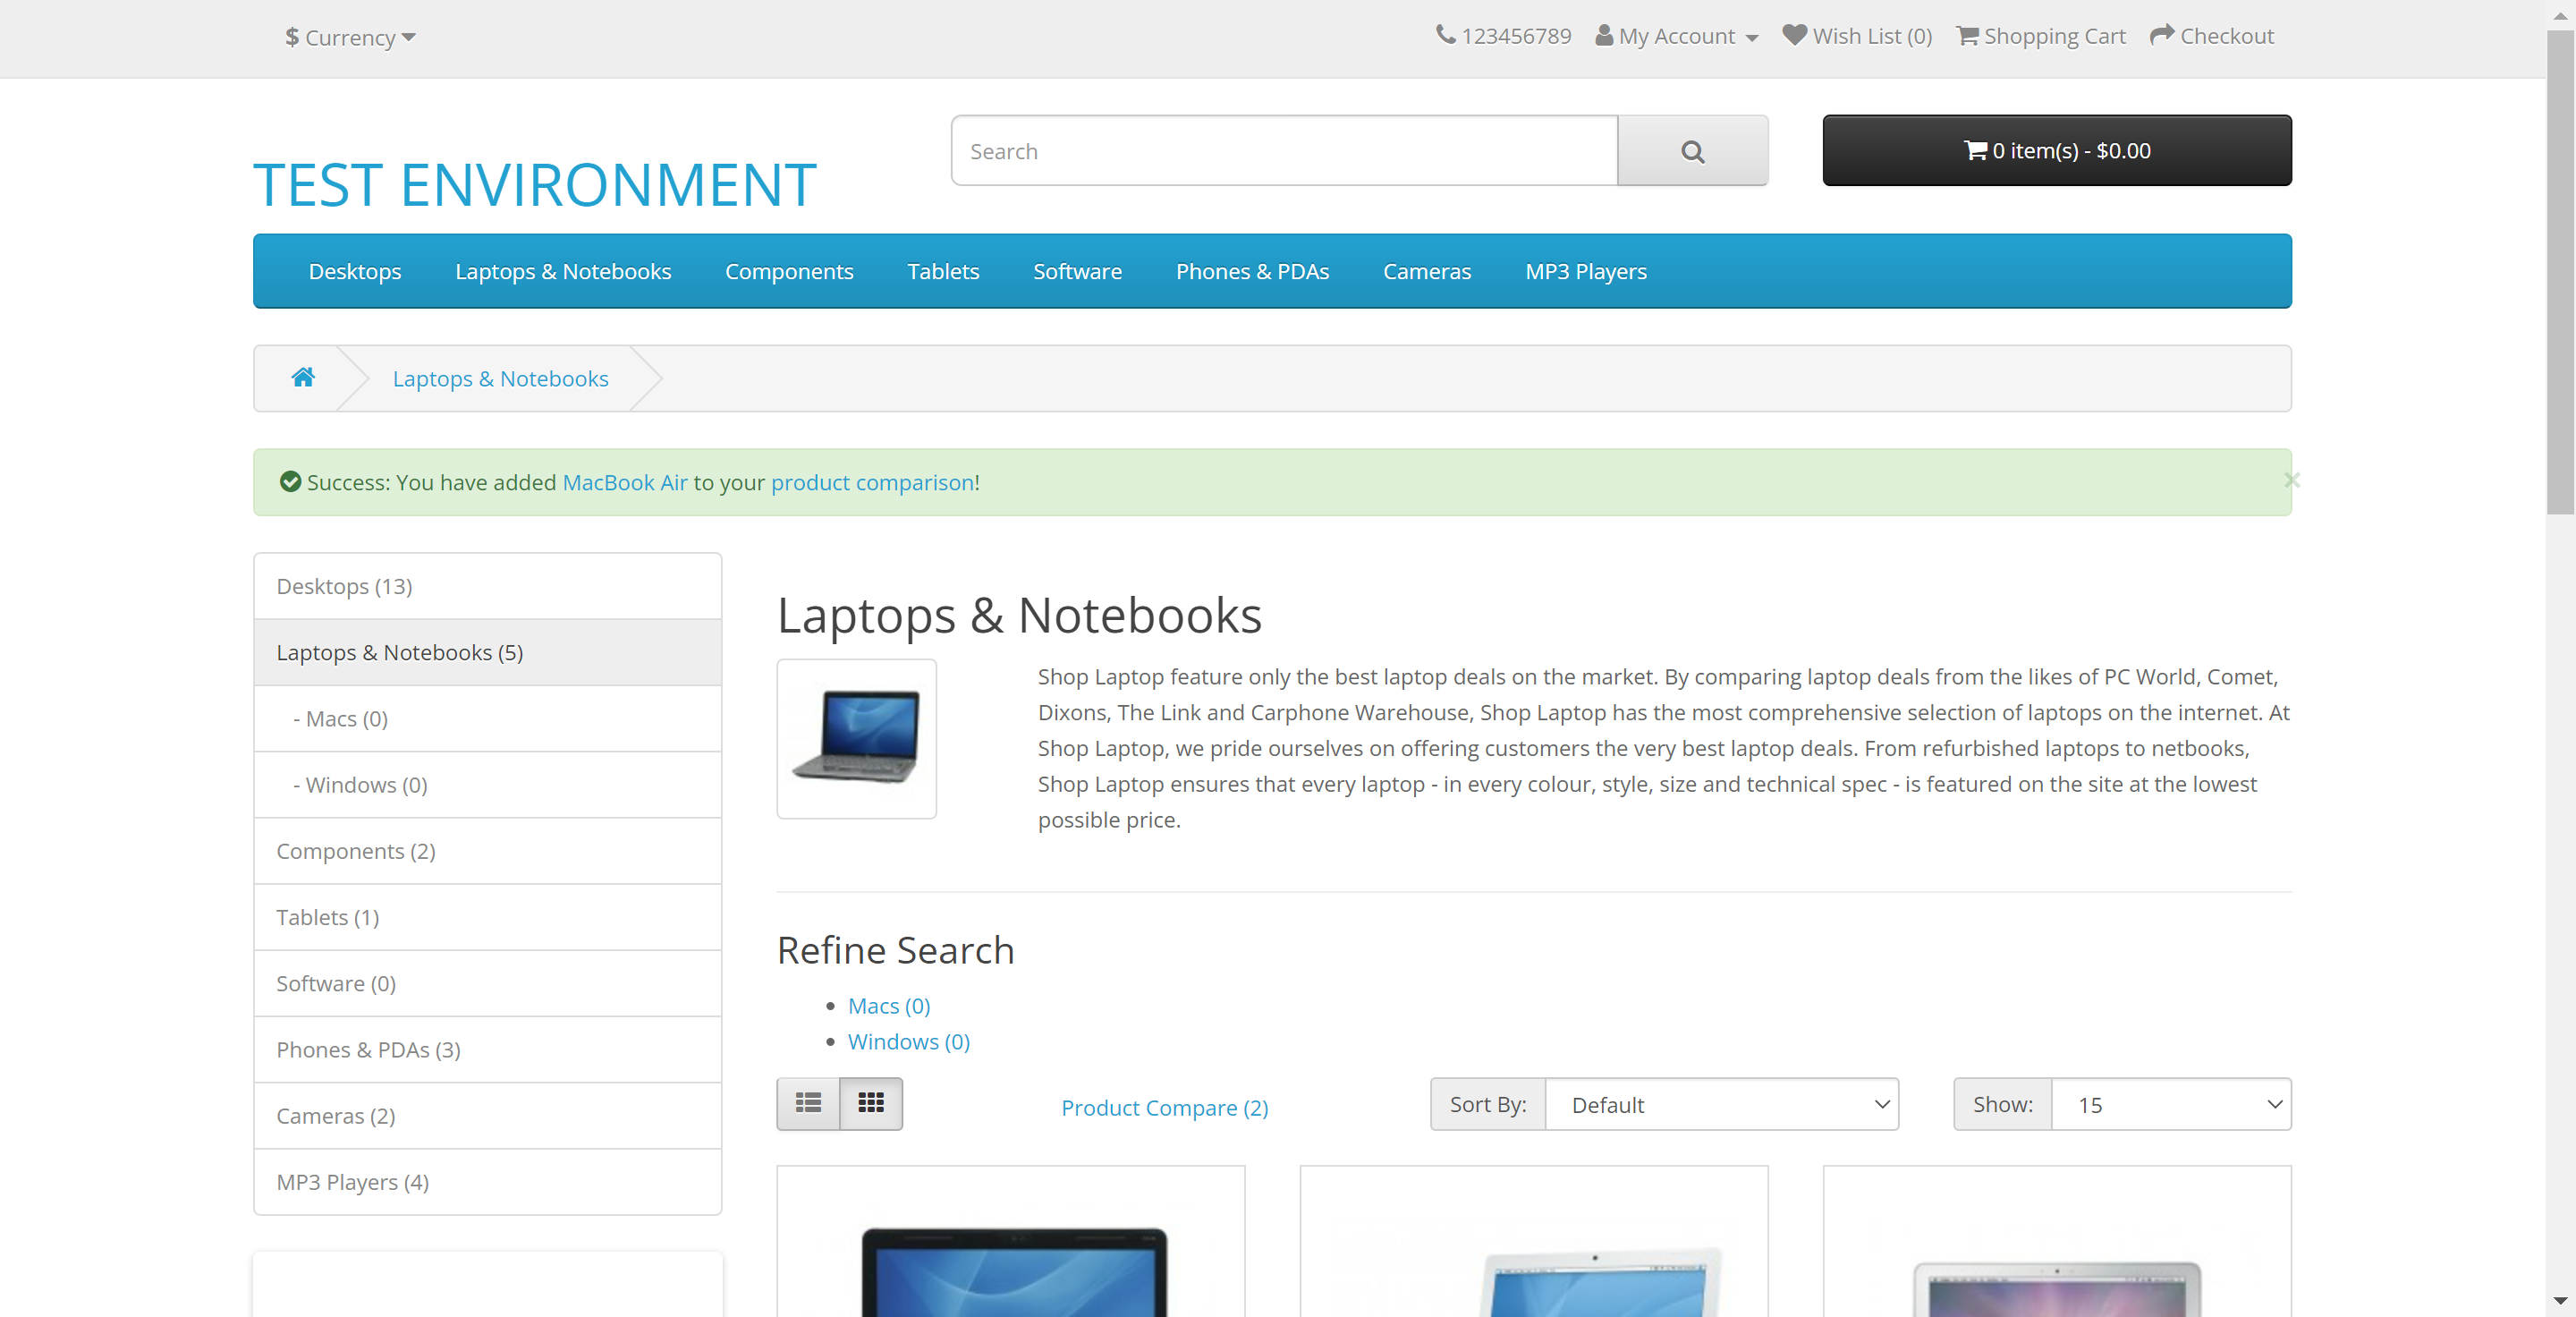 $ Currency
123456789 My Account Wish List (0) Shopping Cart Checkout
TEST ENVIRONMENT
Search
0 item(s) - $0.00
Desktops Laptops & Notebooks Components Tablets Software Phones & PDAs Cameras MP3 Players
Laptops & Notebooks
Success: You have added MacBook Air to your product comparison!
×
Desktops (13)
Laptops & Notebooks (5)
- Macs (0)
- Windows (0)
Components (2)
Tablets (1)
Software (0)
Phones & PDAs (3)
Cameras (2)
MP3 Players (4)
Laptops & Notebooks
Shop Laptop feature only the best laptop deals on the market. By comparing laptop deals from the likes of PC World, Comet,
Dixons, The Link and Carphone Warehouse, Shop Laptop has the most comprehensive selection of laptops on the internet. At
Shop Laptop, we pride ourselves on offering customers the very best laptop deals. From refurbished laptops to netbooks,
Shop Laptop ensures that every laptop - in every colour, style, size and technical spec - is featured on the site at the lowest
possible price.
Refine Search
Macs (0)
Windows (0)
Product Compare (2)
Sort By: Default
Show: 15